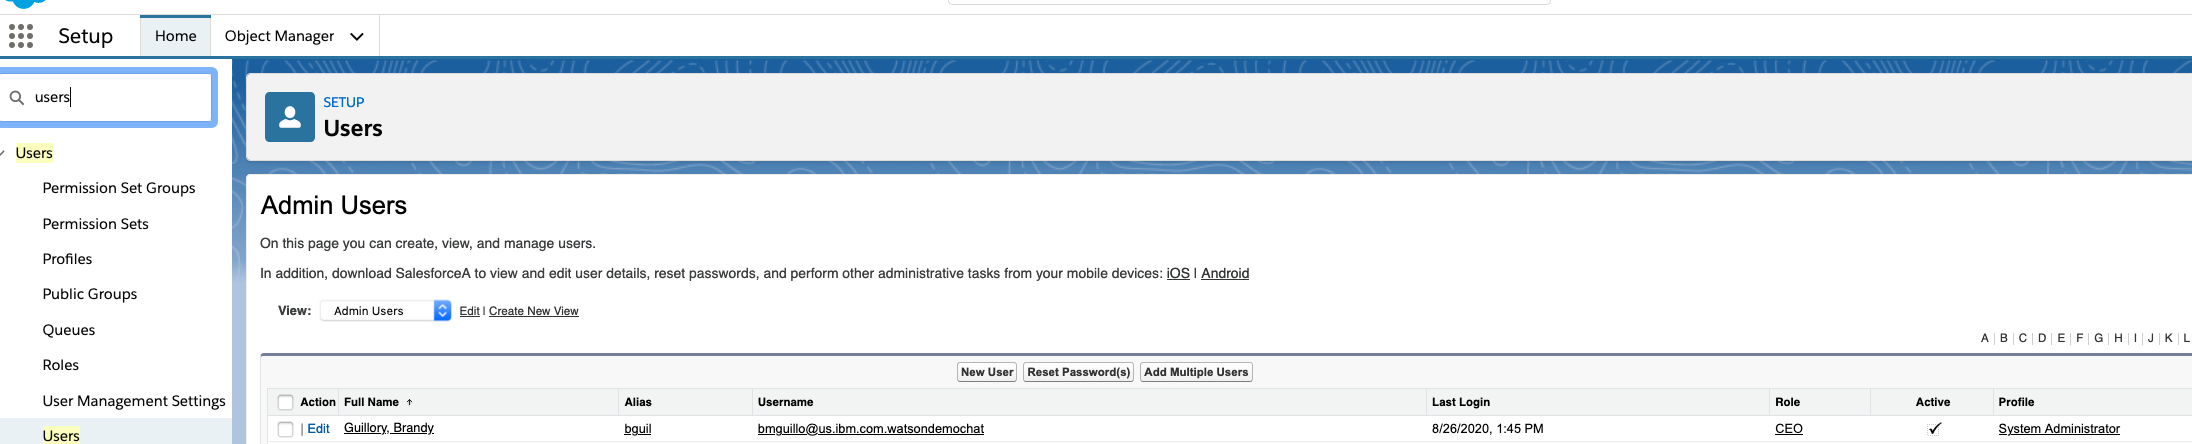 Setup Home Object Manager
users
SETUP
Users
Users
Permission Set Groups
Permission Sets
Profiles
Public Groups
Queues
Roles
User Management Settings
Users
Admin Users
On this page you can create, view, and manage users.
In addition, download SalesforceA to view and edit user details, reset passwords, and perform other administrative tasks from your mobile devices: iOS | Android
View: Admin Users Edit | Create New View
A | B | C | D | E | F | G | H | I | J | K | L
New User Reset Password(s) Add Multiple Users
Action Full Name ↑ Alias Username Last Login Role Active Profile
| Edit Guillory, Brandy bguil bmguillo@us.ibm.com.watsondemochat 8/26/2020, 1:45 PM CEO ✓ System Administrator